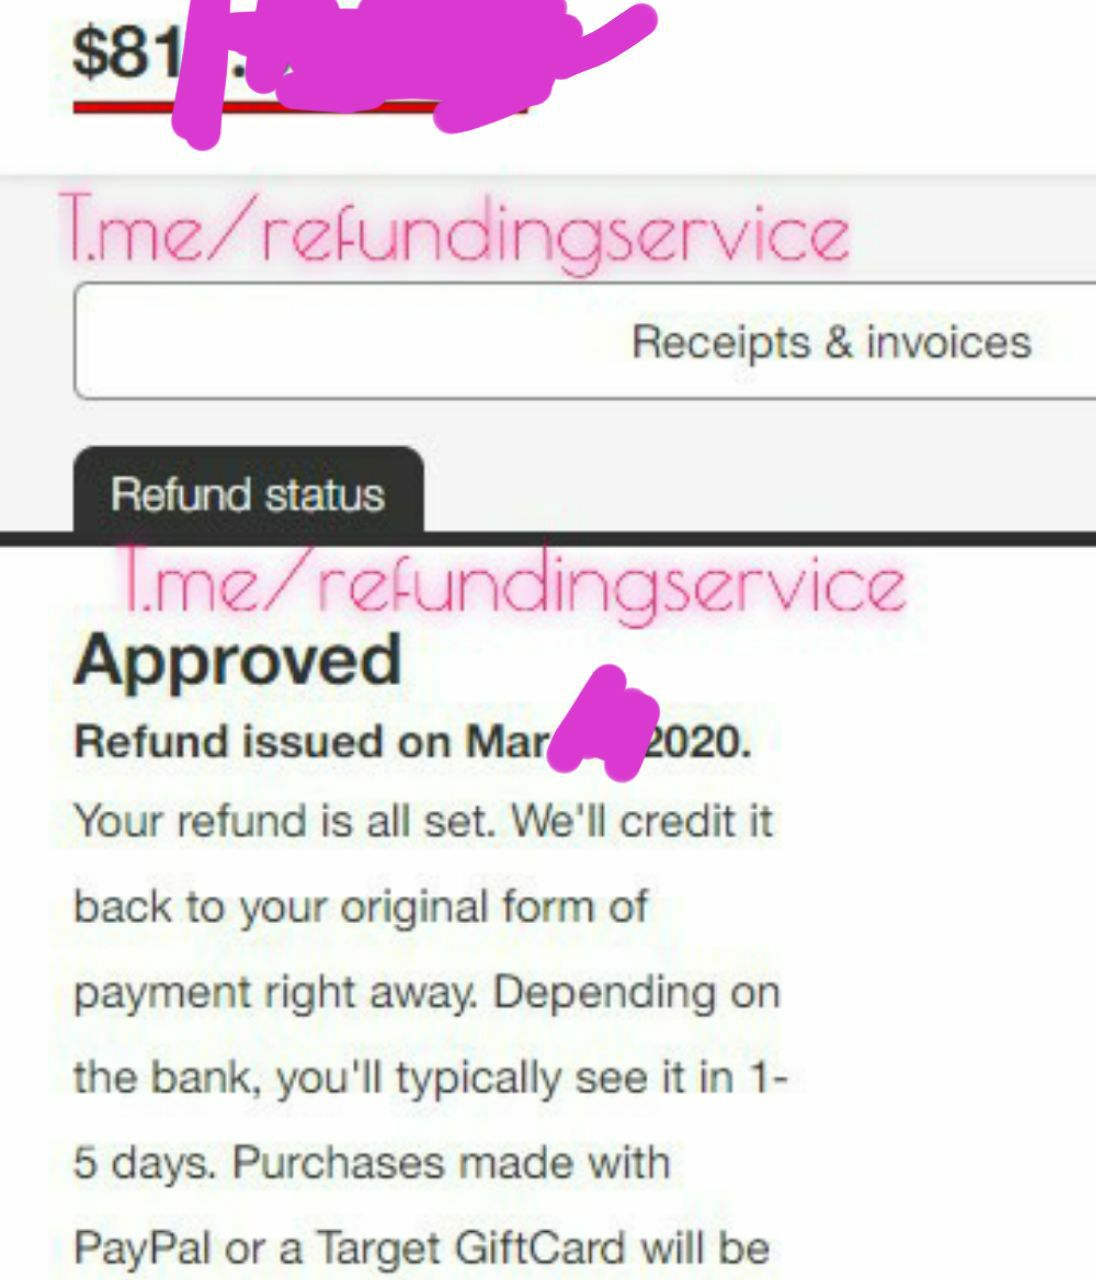 $81
T.me/refundingservice
Receipts & invoices
Refund status
T.me/refundingservice
Approved
Refund issued on Mar 2020.
Your refund is all set. We'll credit it
back to your original form of
payment right away. Depending on
the bank, you'll typically see it in 1-
5 days. Purchases made with
PayPal or a Target GiftCard will be